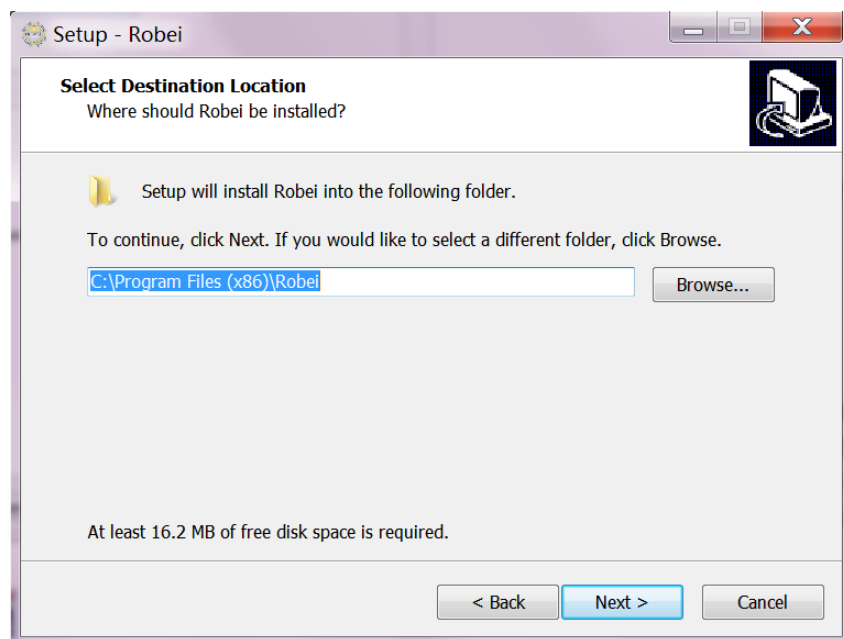 Setup - Robei
Select Destination Location
Where should Robei be installed?
Setup will install Robei into the following folder.
To continue, click Next. If you would like to select a different folder, click Browse.
C:\Program Files (x86)\Robei
Browse...
At least 16.2 MB of free disk space is required.
< Back Next > Cancel